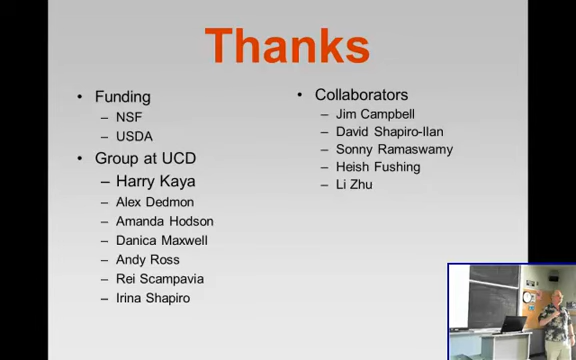 Thanks
• Funding
– NSF
– USDA
• Group at UCD
– Harry Kaya
– Alex Dedmon
– Amanda Hodson
– Danica Maxwell
– Andy Ross
– Rei Scampavia
– Irina Shapiro
• Collaborators
– Jim Campbell
– David Shapiro-Ilan
– Sonny Ramaswamy
– Heish Fushing
– Li Zhu